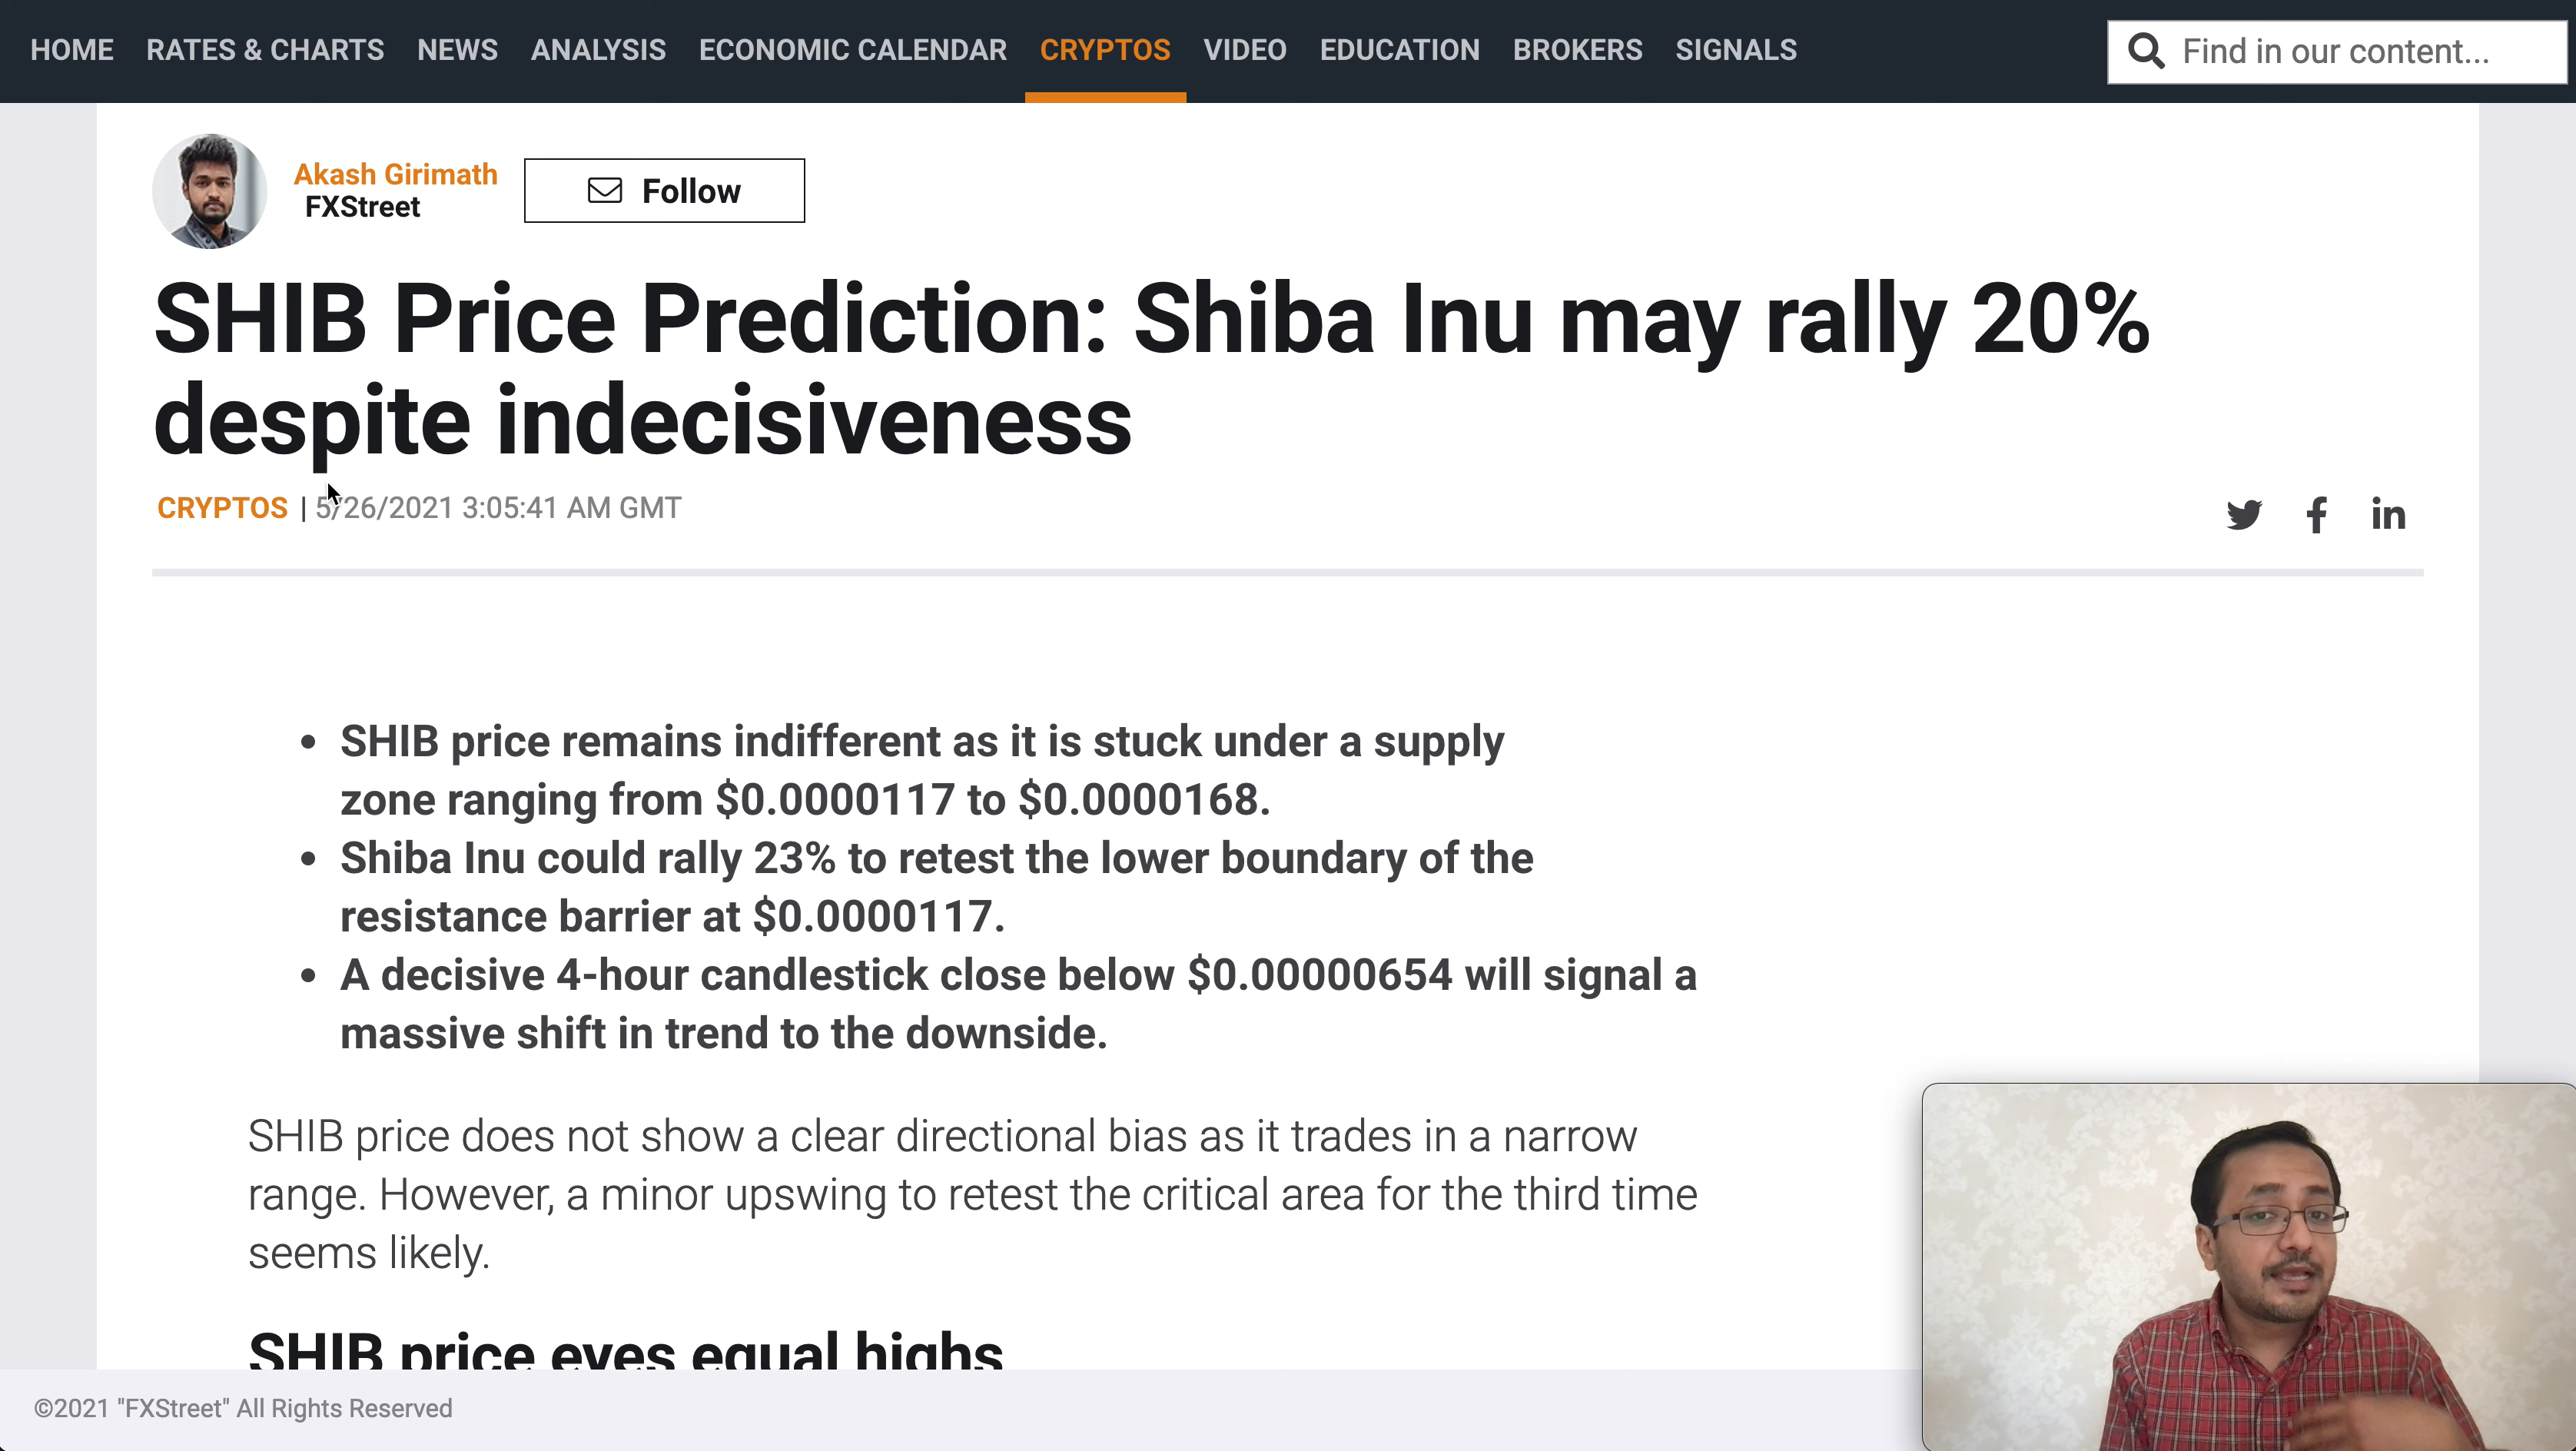 HOME RATES & CHARTS NEWS ANALYSIS ECONOMIC CALENDAR CRYPTOS VIDEO EDUCATION BROKERS SIGNALS Find in our content...
Akash Girimath
FXStreet
Follow
SHIB Price Prediction: Shiba Inu may rally 20%
despite indecisiveness
CRYPTOS | 5/26/2021 3:05:41 AM GMT
• SHIB price remains indifferent as it is stuck under a supply
zone ranging from $0.0000117 to $0.0000168.
• Shiba Inu could rally 23% to retest the lower boundary of the
resistance barrier at $0.0000117.
• A decisive 4-hour candlestick close below $0.00000654 will signal a
massive shift in trend to the downside.
SHIB price does not show a clear directional bias as it trades in a narrow
range. However, a minor upswing to retest the critical area for the third time
seems likely.
SHIB price eyes equal highs
©2021 "FXStreet" All Rights Reserved